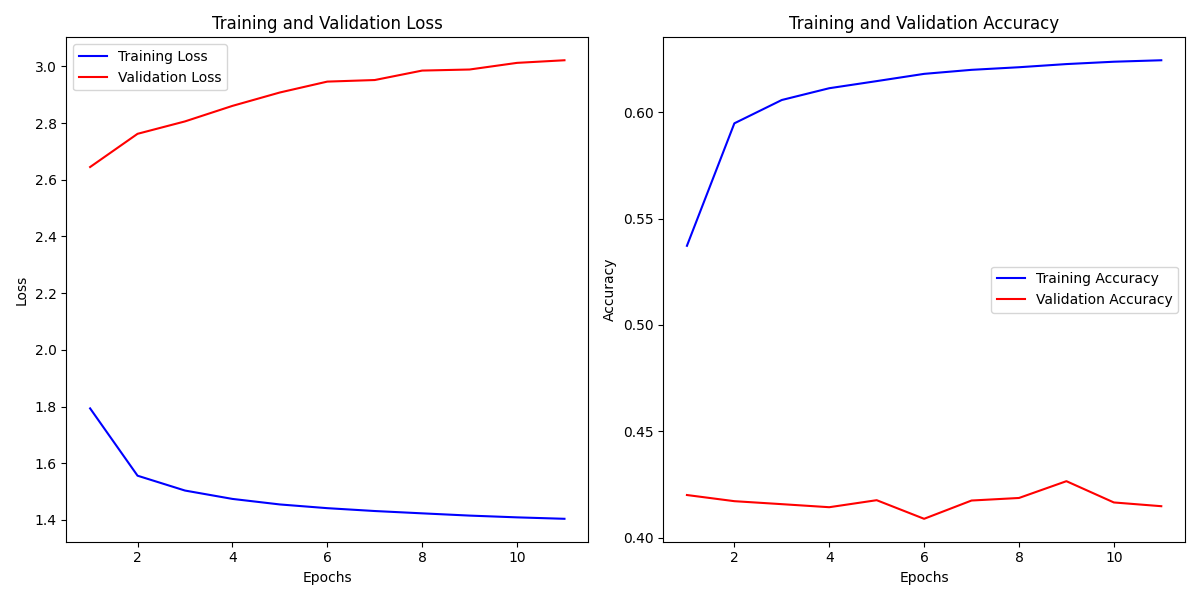 Training and Validation Loss
Training Loss
Validation Loss
3.0
2.8
2.6
2.4
2.2
2.0
1.8
1.6
1.4
Loss
2 4 6 8 10
Epochs
Training and Validation Accuracy
0.60
0.55
0.50
0.45
0.40
Accuracy
Training Accuracy
Validation Accuracy
2 4 6 8 10
Epochs